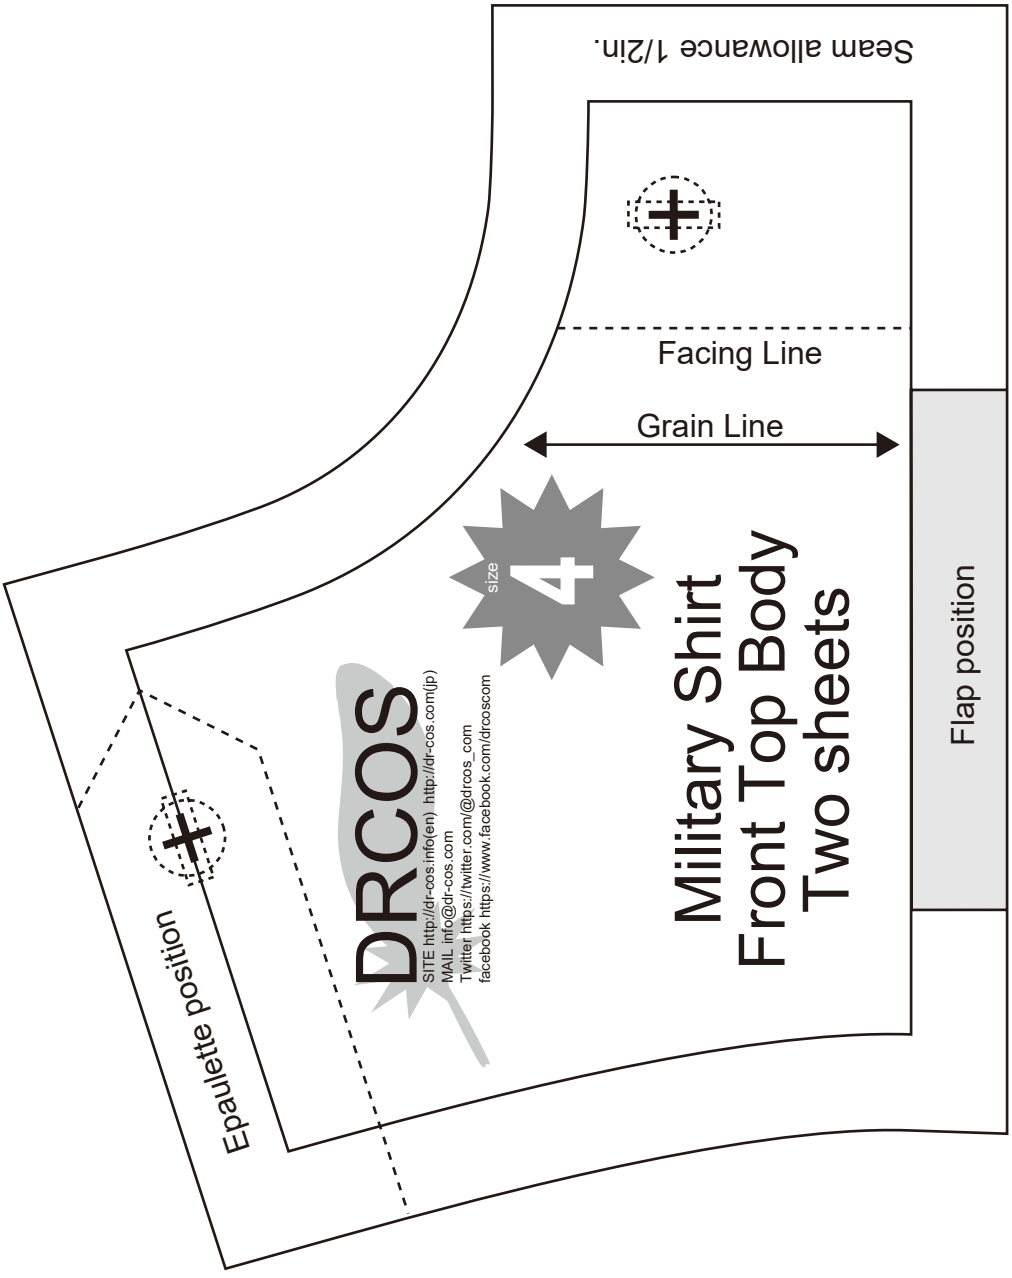 Seam allowance 1/2in.
Facing Line
Grain Line
size
4
Military Shirt
Front Top Body
Two sheets
Flap position
DRCOS
SITE http://dr-cos.info(en) http://dr-cos.com(jp)
MAIL info@dr-cos.com
Twitter https://twitter.com/@drcos_com
facebook https://www.facebook.com/drcoscom
Epaulette position